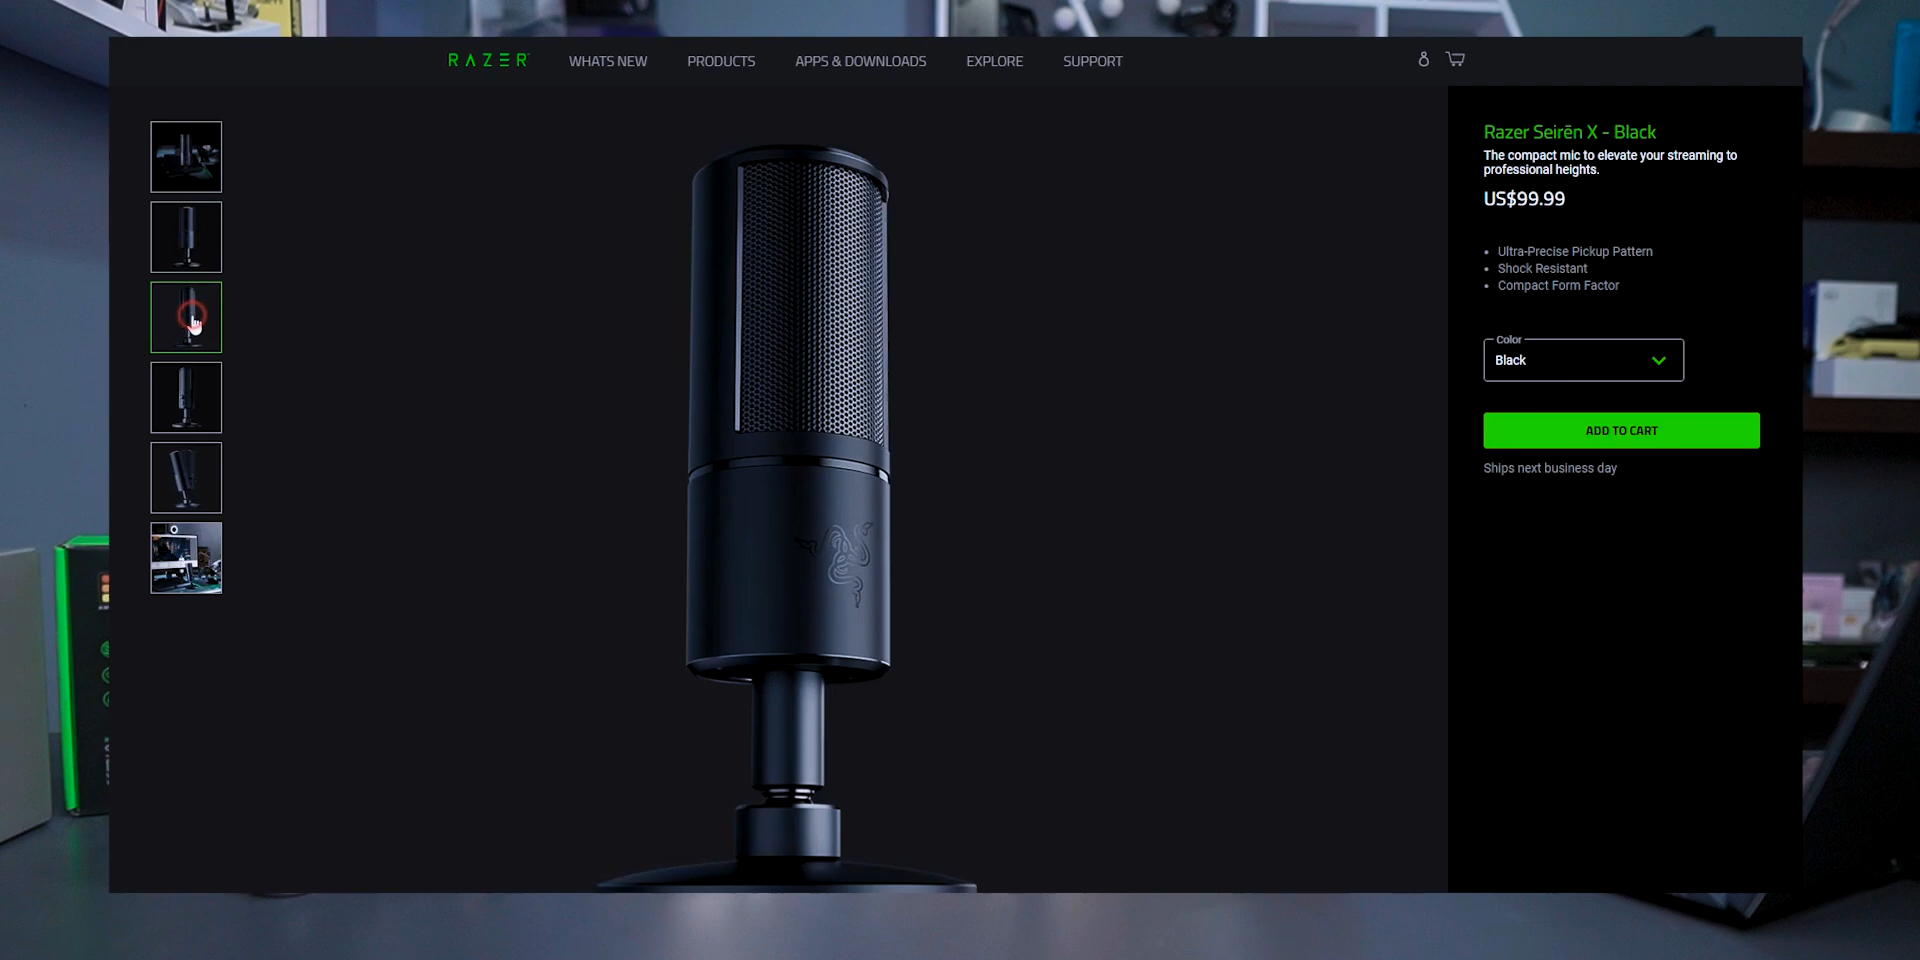 RAZER
WHATS NEW
PRODUCTS
APPS & DOWNLOADS
EXPLORE
SUPPORT
Razer Seirēn X - Black
The compact mic to elevate your streaming to
professional heights.
US$99.99
• Ultra-Precise Pickup Pattern
• Shock Resistant
• Compact Form Factor
Color
Black
ADD TO CART
Ships next business day